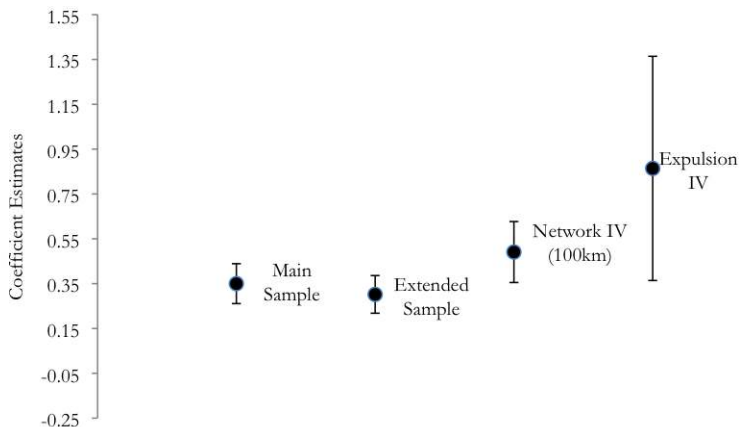 1.55
1.35
1.15
0.95
0.75
0.55
0.35
0.15
-0.05
-0.25
Coefficient Estimates
Main
Sample
Extended
Sample
Network IV
(100km)
Expulsion
IV